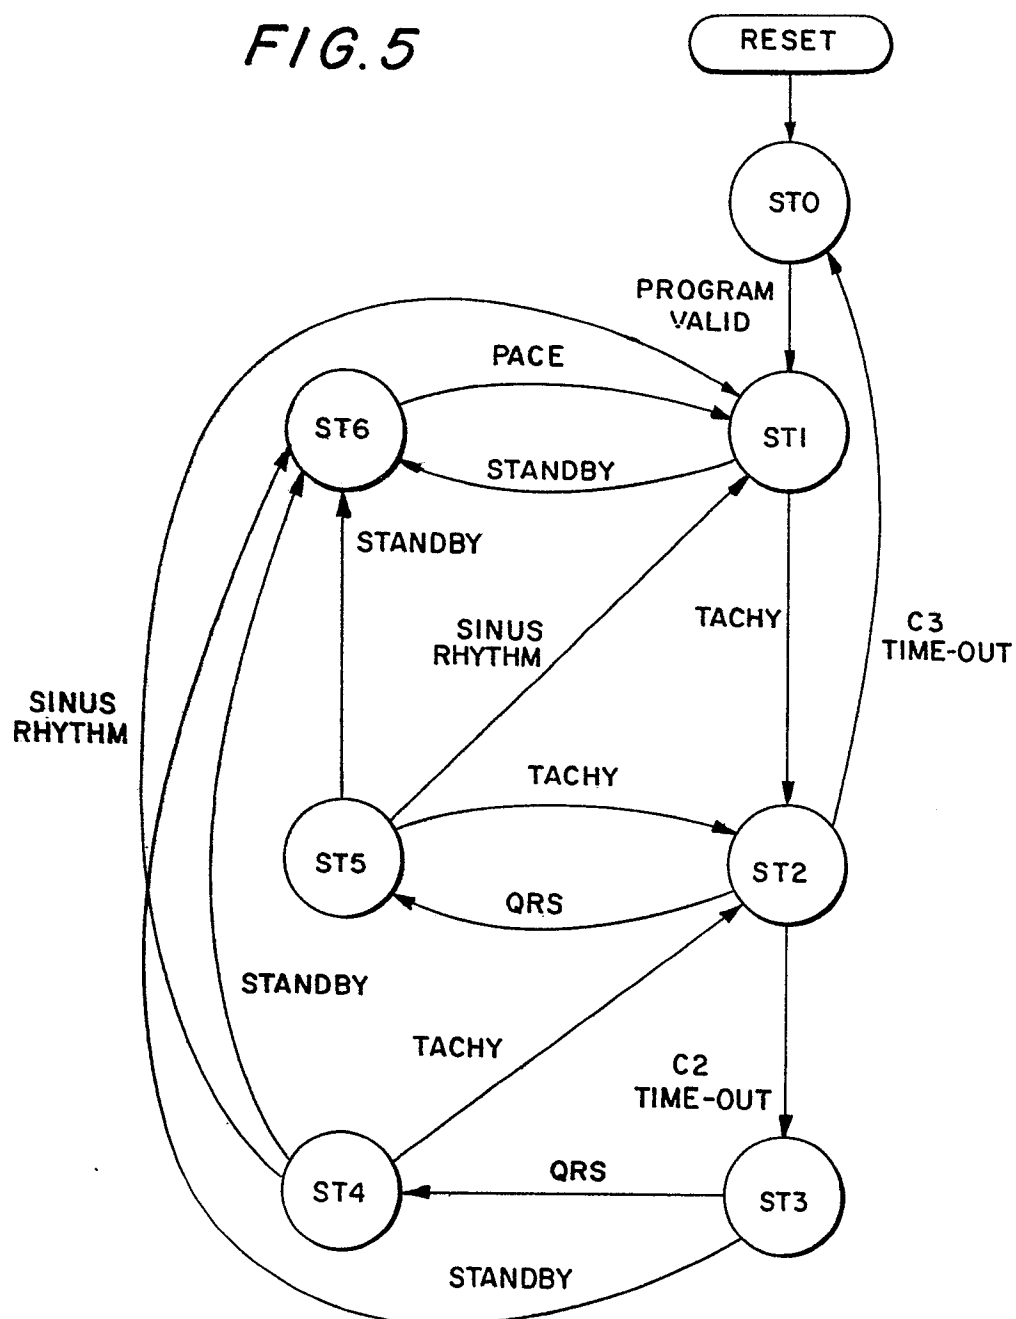 FIG. 5
RESET
ST0
PROGRAM
VALID
PACE
ST6
ST1
STANDBY
STANDBY
SINUS
RHYTHM
TACHY
C3
TIME-OUT
SINUS
RHYTHM
TACHY
ST5
ST2
QRS
STANDBY
TACHY
C2
TIME-OUT
QRS
ST4
ST3
STANDBY